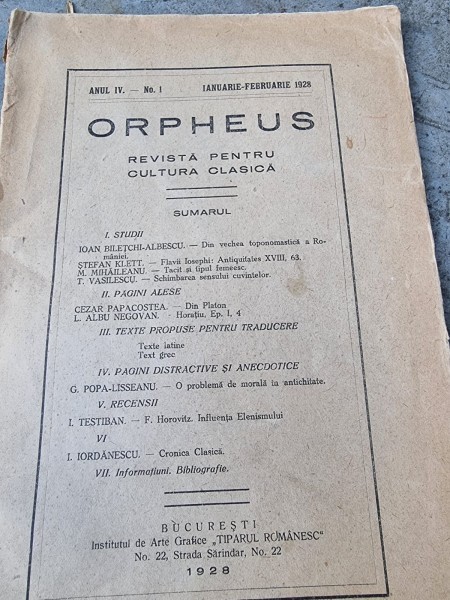 ANUL IV. — No. 1 IANUARIE-FEBRUARIE 1928
ORPHEUS
REVISTĂ PENTRU
CULTURA CLASICĂ
SUMARUL
I. STUDII
IOAN BILEȚCHI-ALBESCU. — Din vechea toponomastică a Ro-
mâniei.
ȘTEFAN KLETT. — Flavii Iosephi: Antiquitates XVIII, 63.
M. MIHĂILEANU. — Tacit și tipul femeesc.
T. VASILESCU. — Schimbarea sensului cuvintelor.
II. PAGINI ALESE
CEZAR PAPACOSTEA. — Din Platon
L. ALBU NEGOVAN. - Horațiu, Ep. I, 4
III. TEXTE PROPUSE PENTRU TRADUCERE
Texte latine
Text grec
IV. PAGINI DISTRACTIVE ȘI ANECDOTICE
G. POPA-LISSEANU. — O problemă de morală în antichitate.
V. RECENSII
I. TESTIBAN. — F. Horovitz. Influența Elenismului
VI
I. IORDĂNESCU. — Cronica Clasică.
VII. Informațiuni. Bibliografie.
BUCUREȘTI
Institutul de Arte Grafice „TIPARUL ROMÂNESC"
No. 22, Strada Sărindar, No. 22
1928